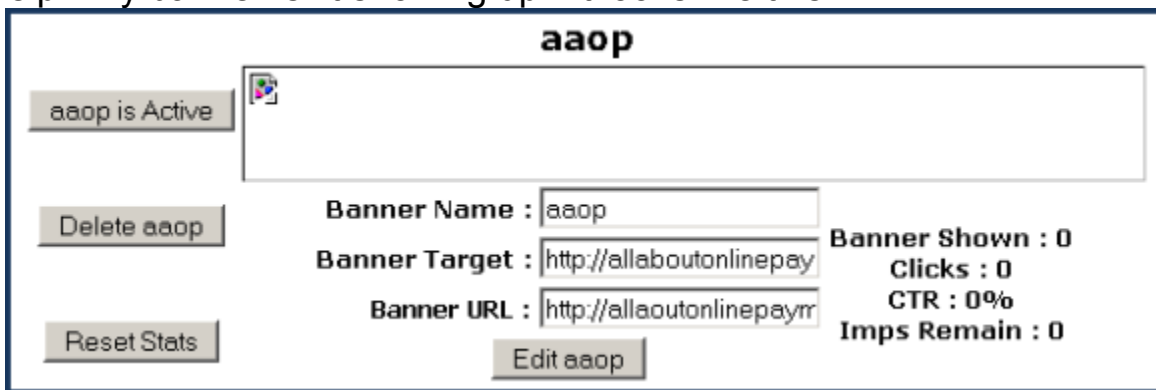 aaop
aaop is Active
Delete aaop
Reset Stats
Banner Name : aaop
Banner Target : http://allaboutonlinepay
Banner URL : http://allaoutonlinepaym
Edit aaop
Banner Shown : 0
Clicks : 0
CTR : 0%
Imps Remain : 0